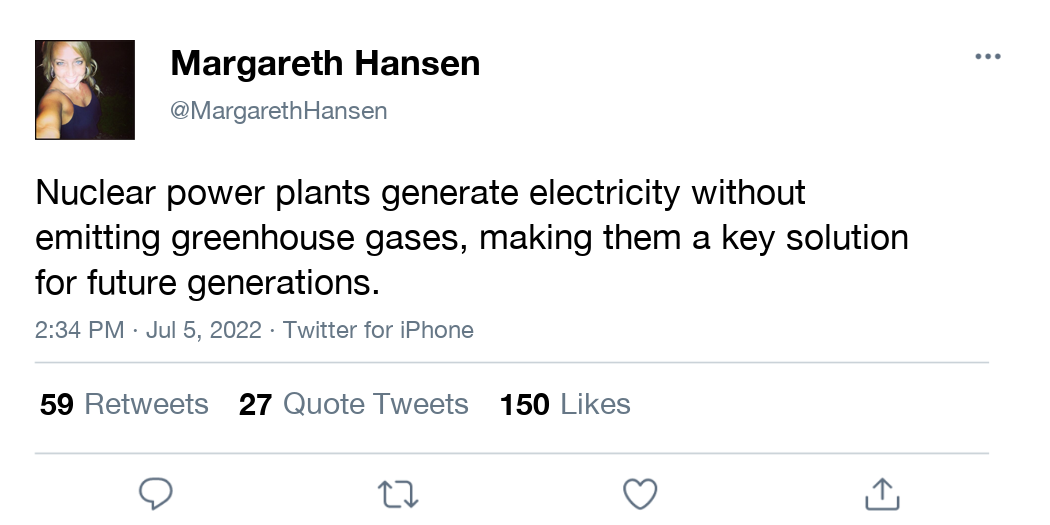 Margareth Hansen
@MargarethHansen
Nuclear power plants generate electricity without
emitting greenhouse gases, making them a key solution
for future generations.
2:34 PM · Jul 5, 2022 · Twitter for iPhone
59 Retweets 27 Quote Tweets 150 Likes